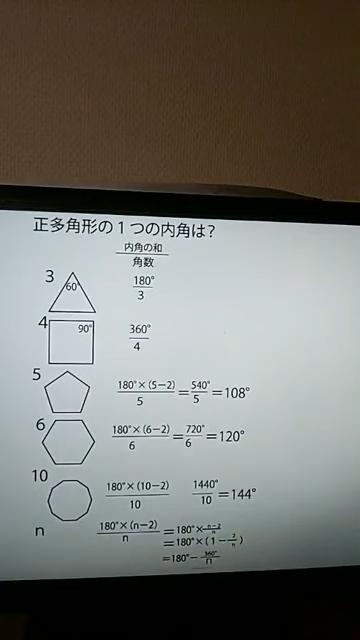 正多角形の１つの内角は？
内角の和
角数
3 60° 180°/3
4 90° 360°/4
5 180°×(5−2)/5 = 540°/5 = 108°
6 180°×(6−2)/6 = 720°/6 = 120°
10 180°×(10−2)/10 1440°/10 = 144°
n 180°×(n−2)/n = 180°× n−2/n
= 180°×(1 − 2/n)
= 180° − 360°/n